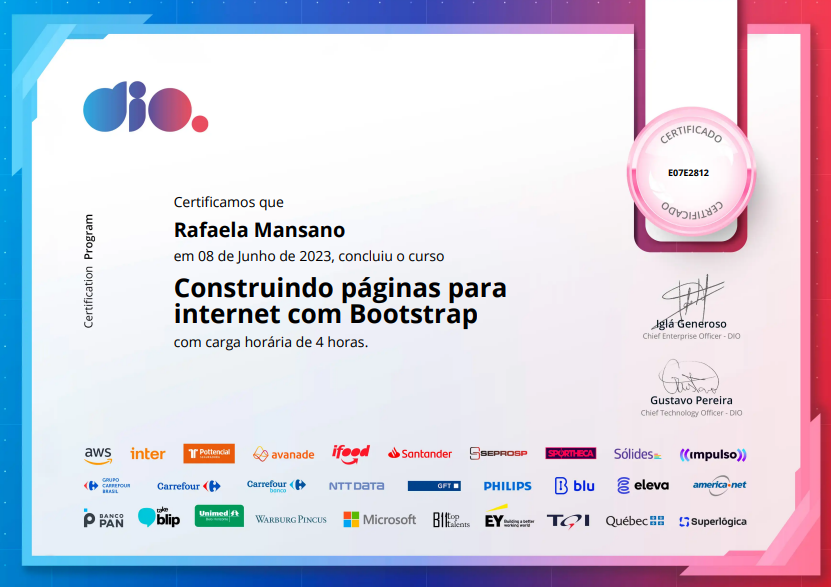 dio.
CERTIFICADO
E07E2812
CERTIFICADO
Certification Program
Certificamos que
Rafaela Mansano
em 08 de Junho de 2023, concluiu o curso
Construindo páginas para
internet com Bootstrap
com carga horária de 4 horas.
Iglá Generoso
Chief Enterprise Officer - DIO
Gustavo
Gustavo Pereira
Chief Technology Officer - DIO
aws inter Pottencial avanade ifood Santander SEPROSP SPORTHECA Sólides impulso
GRUPO CARREFOUR BRASIL Carrefour Carrefour banco NTT DATA GFT PHILIPS blu eleva america net
BANCO PAN take blip Unimed WARBURG PINCUS Microsoft Bittop talents EY Building a better working world TQI Québec Superlógica